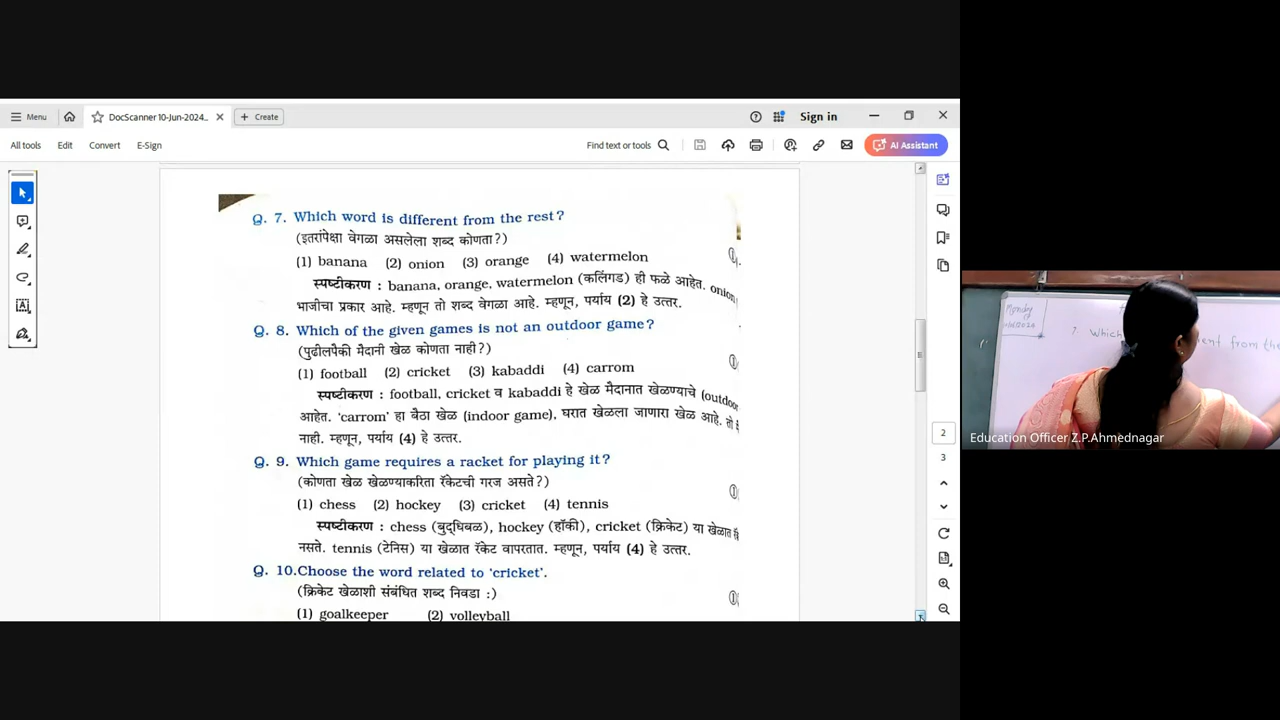 Menu
DocScanner 10-Jun-2024...
Create
Sign in
All tools Edit Convert E-Sign
Find text or tools
AI Assistant
Q. 7. Which word is different from the rest?
(इतरांपेक्षा वेगळा असलेला शब्द कोणता?)
(1) banana (2) onion (3) orange (4) watermelon
स्पष्टीकरण : banana, orange, watermelon (कलिंगड) ही फळे आहेत. onion
भाजीचा प्रकार आहे. म्हणून तो शब्द वेगळा आहे. म्हणून, पर्याय (2) हे उत्तर.
Q. 8. Which of the given games is not an outdoor game?
(पुढीलपैकी मैदानी खेळ कोणता नाही?)
(1) football (2) cricket (3) kabaddi (4) carrom
स्पष्टीकरण : football, cricket व kabaddi हे खेळ मैदानात खेळण्याचे (outdoor
आहेत. ‘carrom’ हा बैठा खेळ (indoor game), घरात खेळला जाणारा खेळ आहे. तो
नाही. म्हणून, पर्याय (4) हे उत्तर.
Q. 9. Which game requires a racket for playing it?
(कोणता खेळ खेळण्याकरिता रॅकेटची गरज असते?)
(1) chess (2) hockey (3) cricket (4) tennis
स्पष्टीकरण : chess (बुद्धिबळ), hockey (हॉकी), cricket (क्रिकेट) या खेळात
नसते. tennis (टेनिस) या खेळात रॅकेट वापरतात. म्हणून, पर्याय (4) हे उत्तर.
Q. 10.Choose the word related to ‘cricket’.
(क्रिकेट खेळाशी संबंधित शब्द निवडा :)
(1) goalkeeper (2) volleyball
2
3
Monday
7. Which
ent from the
Education Officer Z.P.Ahmednagar